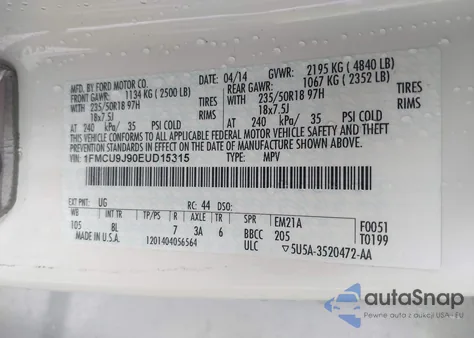 MFD. BY FORD MOTOR CO.
DATE: 04/14 GVWR: 2195 KG (4840 LB)
FRONT GAWR: 1134 KG (2500 LB)
REAR GAWR: 1067 KG (2352 LB)
WITH 235/50R18 97H TIRES WITH 235/50R18 97H TIRES
18x7.5J RIMS 18x7.5J RIMS
AT 240 kPa/ 35 PSI COLD AT 240 kPa/ 35 PSI COLD
THIS VEHICLE CONFORMS TO ALL APPLICABLE FEDERAL MOTOR VEHICLE SAFETY AND THEFT PREVENTION STANDARDS IN EFFECT ON THE DATE OF MANUFACTURE SHOWN ABOVE.
VIN: 1FMCU9J90EUD15315
TYPE: MPV
EXT PNT: UG RC: 44 DSO:
WB INT TR TP/PS R AXLE TR SPR EM21A F0051
105 BL 7 3A 6 BBCC 205 T0199
MADE IN U.S.A. 1201404056564 ULC ▽5U5A-3520472-AA
autoSnap
Pewne auto z aukcji USA - EU